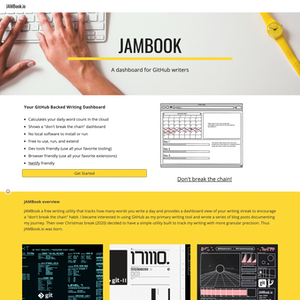 JAMBook.io
JAMBOOK
A dashboard for GitHub writers
Your GitHub Backed Writing Dashboard
Calculates your daily word count in the cloud
Shows a "don't break the chain" dashboard
No local software to install or run
Free to use, run, and extend
Dev tools friendly (use all your favorite tooling)
Browser friendly (use all your favorite extensions)
Netlify friendly
Get Started
Don't break the chain!
JAMBook overview
JAMBook a free writing utility that tracks how many words you write a day and provides a dashboard view of your writing streak to encourage
a "don't break the chain" habit. I became interested in using GitHub as my primary writing tool and wrote a series of blog posts documenting
my journey. Then over Christmas break (2020) decided to have a simple utility built to track my writing with more granular precision. Thus
JAMBook.io was born.
git
git-11